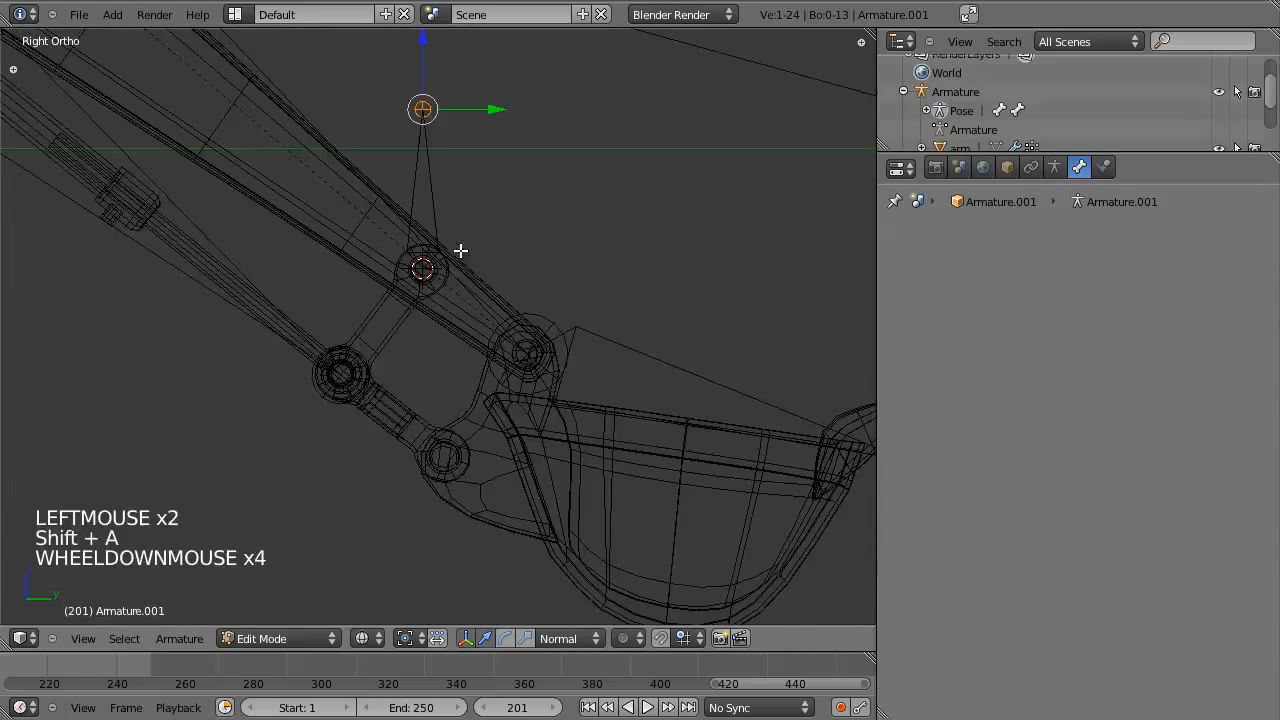 File Add Render Help Default Scene Blender Render Ve:1-24 | Bo:0-13 | Armature.001
Right Ortho
View Search All Scenes
RenderLayers
World
Armature
Pose
Armature
arm
Armature.001 Armature.001
LEFTMOUSE x2
Shift + A
WHEELDOWNMOUSE x4
y
(201) Armature.001
View Select Armature Edit Mode Normal
220 240 260 280 300 320 340 360 380 400 420 440
View Frame Playback Start: 1 End: 250 201 No Sync